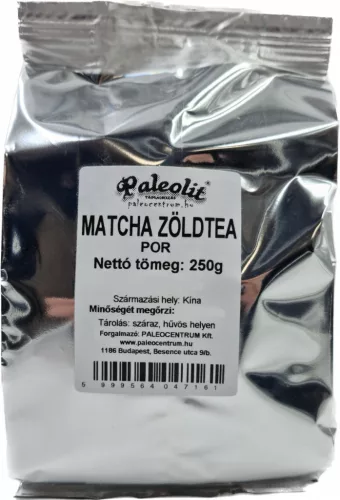 Paleolit®
TÁPLÁLKOZÁS
paleocentrum.hu
MATCHA ZÖLDTEA
POR
Nettó tömeg: 250g
Származási hely: Kína
Minőségét megőrzi:
Tárolás: száraz, hűvös helyen
Forgalmazó: PALEOCENTRUM Kft.
www.paleocentrum.hu
1186 Budapest, Besence utca 9/b.
5 999564 047161